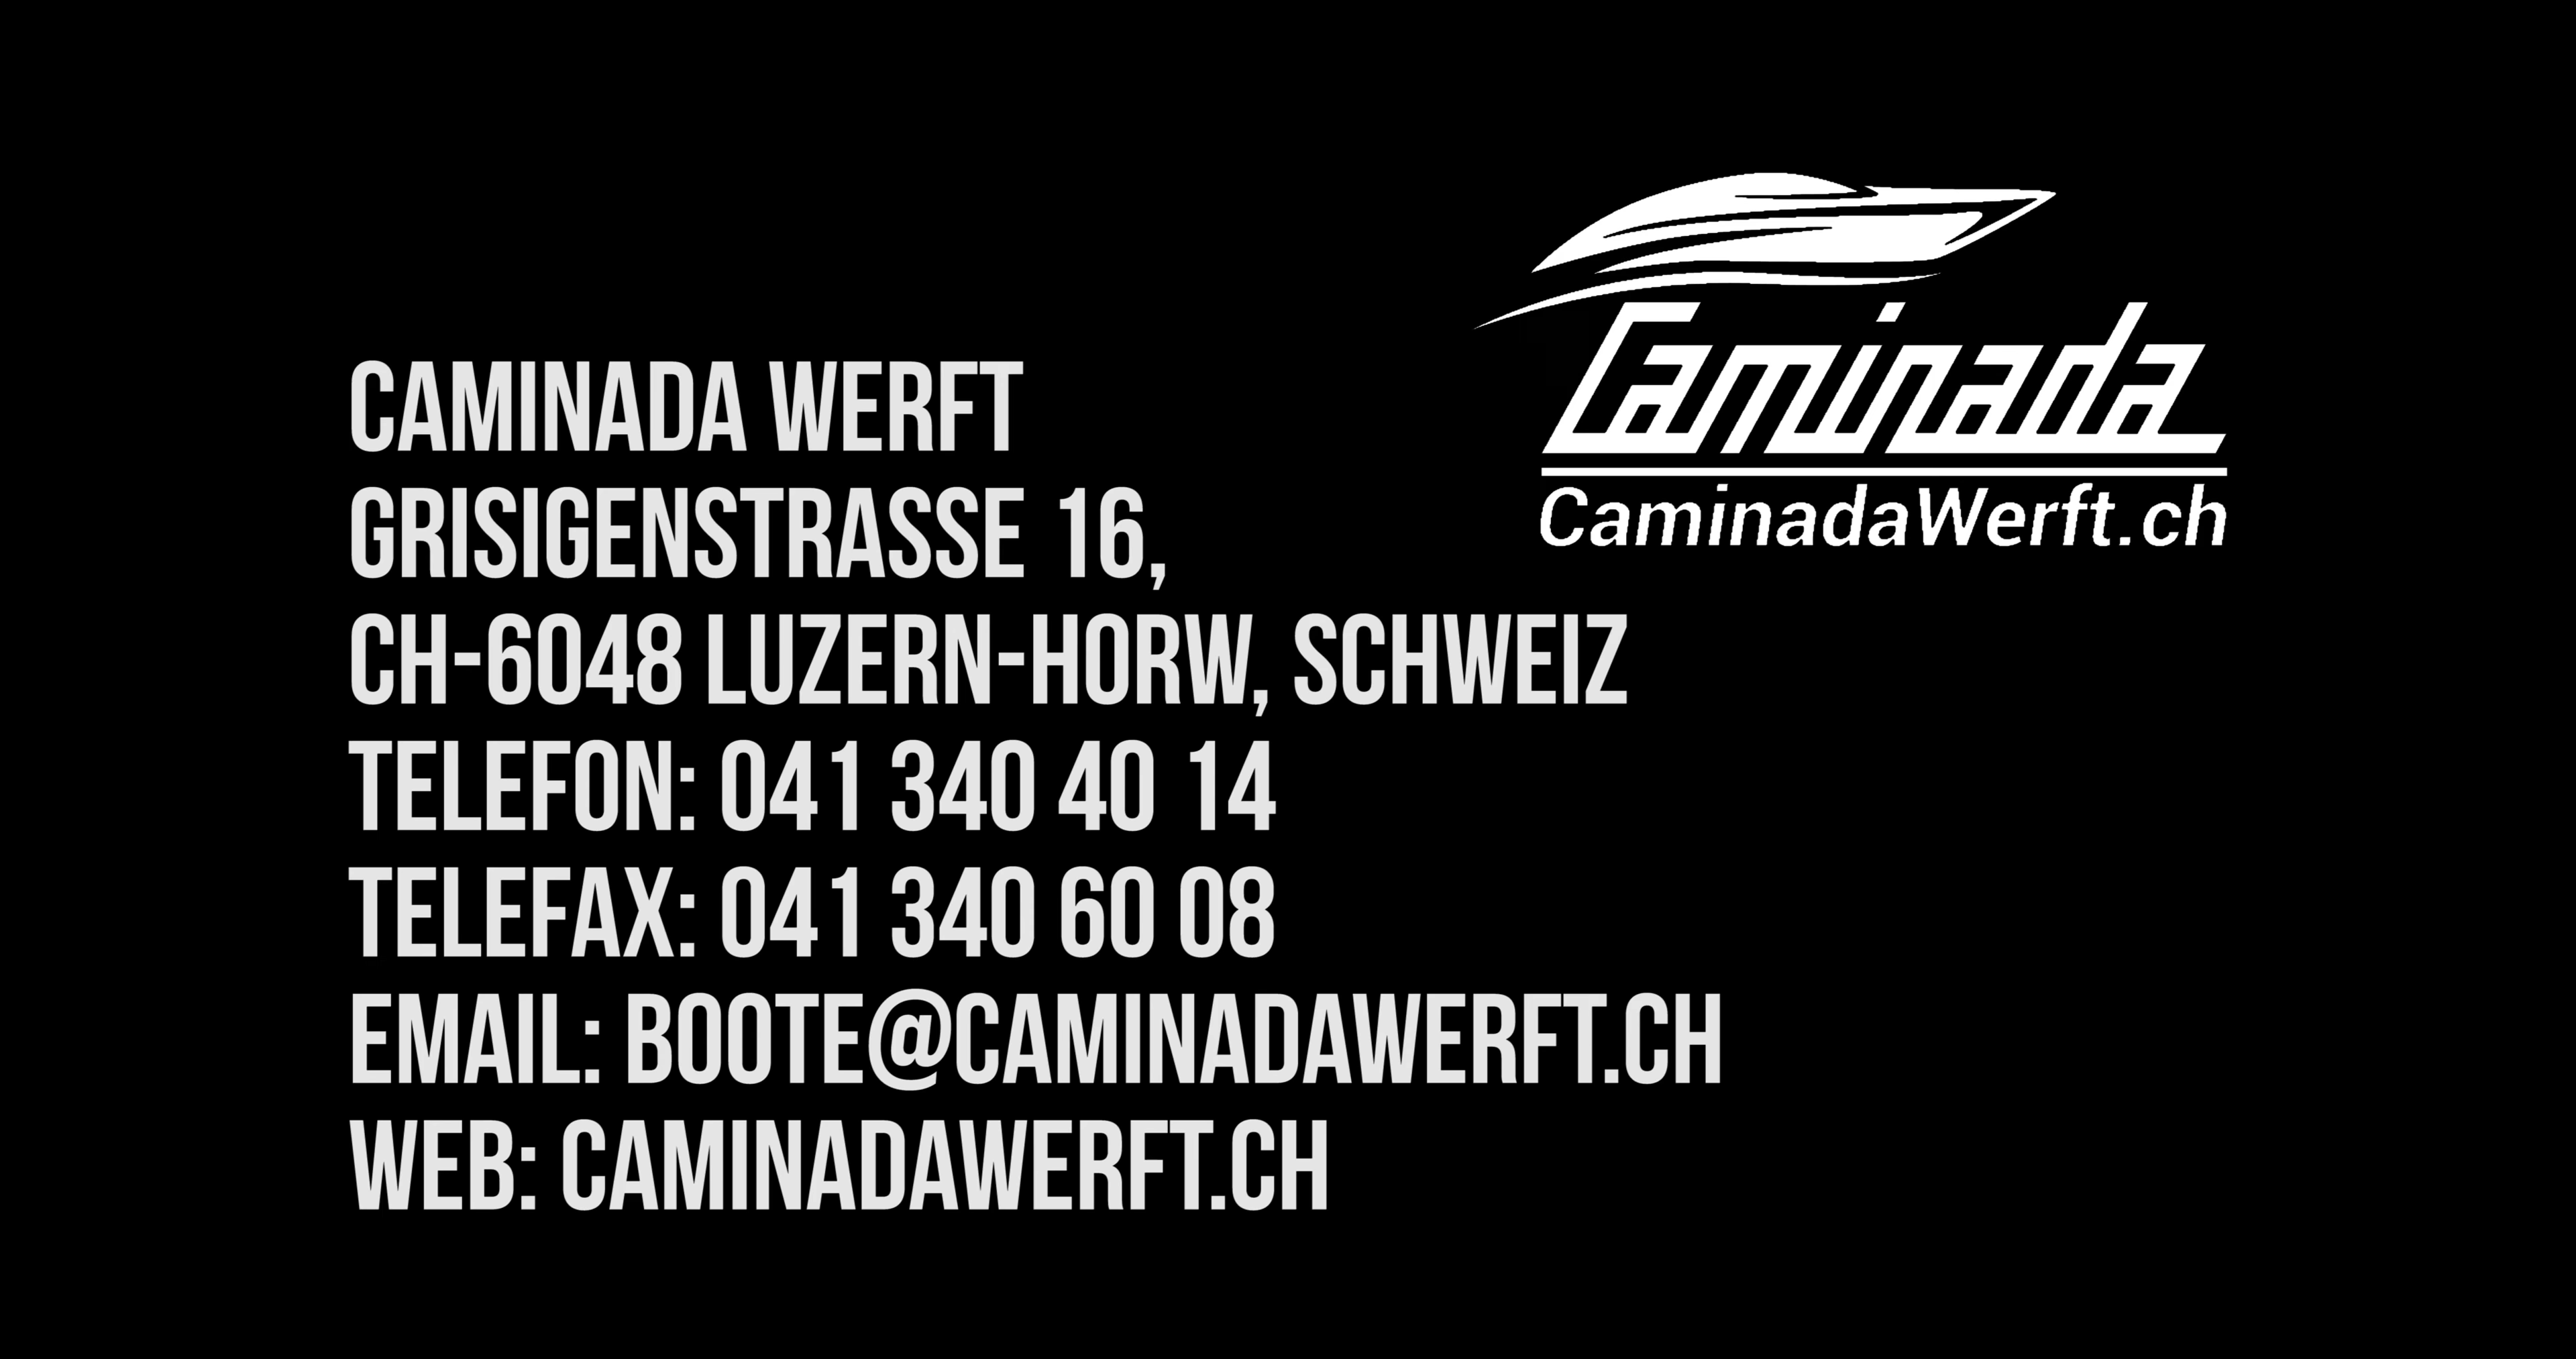 Caminada
CaminadaWerft.ch
CAMINADA WERFT
GRISIGENSTRASSE 16,
CH-6048 LUZERN-HORW, SCHWEIZ
TELEFON: 041 340 40 14
TELEFAX: 041 340 60 08
EMAIL: BOOTE@CAMINADAWERFT.CH
WEB: CAMINADAWERFT.CH